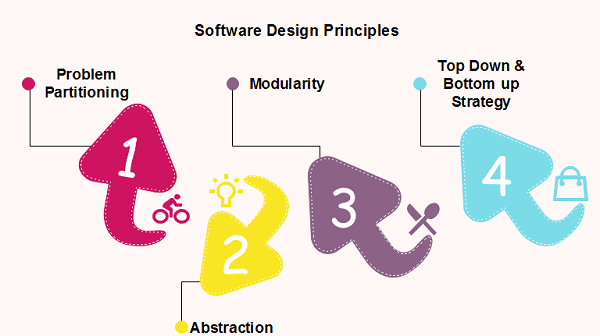 Software Design Principles
Problem
Partitioning
Modularity
Top Down &
Bottom up
Strategy
1
2
3
4
Abstraction